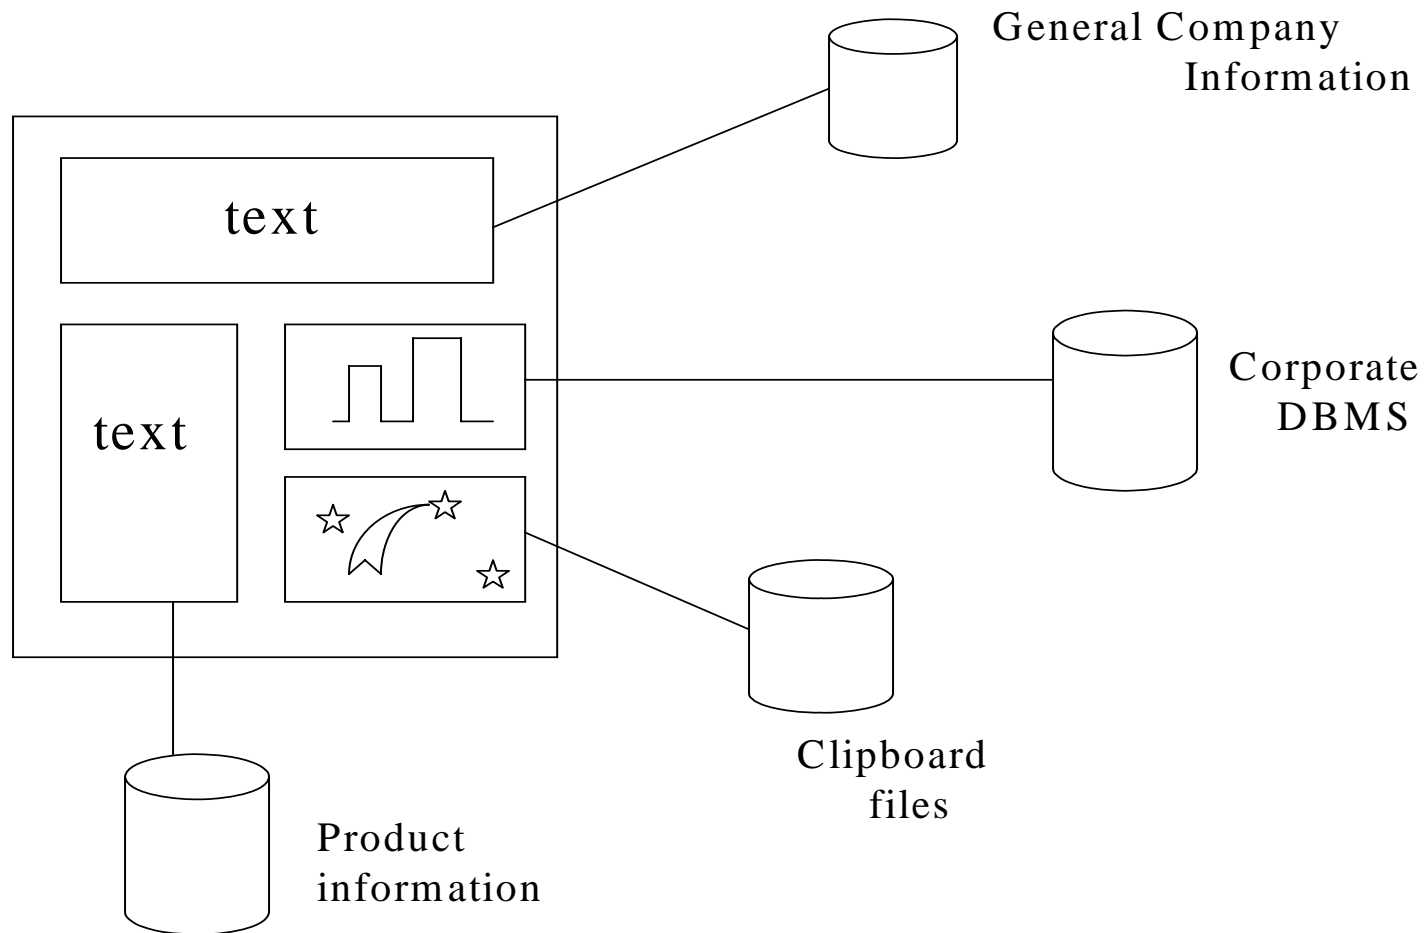 General Company
Information
text
text
Corporate
DBMS
Clipboard
files
Product
information